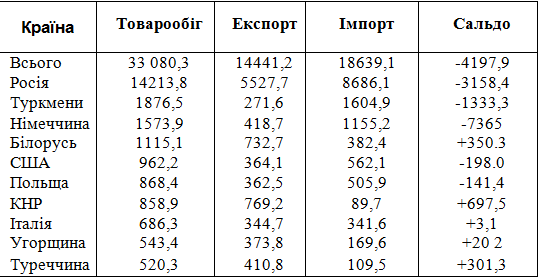 Країна Товарообіг Експорт Імпорт Сальдо
Всього 33 080,3 14441,2 18639,1 -4197,9
Росія 14213,8 5527,7 8686,1 -3158,4
Туркмени 1876,5 271,6 1604,9 -1333,3
Німеччина 1573,9 418,7 1155,2 -7365
Білорусь 1115,1 732,7 382,4 +350.3
США 962,2 364,1 562,1 -198.0
Польща 868,4 362,5 505,9 -141,4
КНР 858,9 769,2 89,7 +697,5
Італія 686,3 344,7 341,6 +3,1
Угорщина 543,4 373,8 169,6 +20 2
Туреччина 520,3 410,8 109,5 +301,3